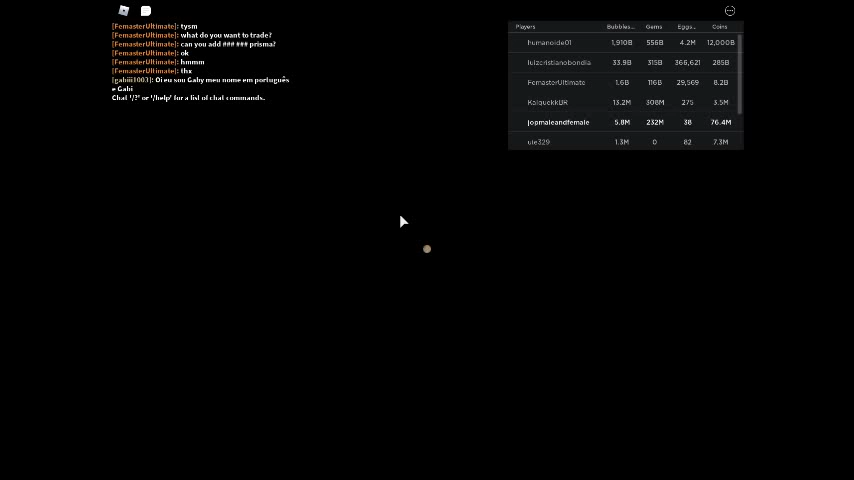 [FemasterUltimate]: tysm
[FemasterUltimate]: what do you want to trade?
[FemasterUltimate]: can you add ### ### prisma?
[FemasterUltimate]: ok
[FemasterUltimate]: hmmm
[FemasterUltimate]: thx
[gabiii1003]: Oi eu sou Gaby meu nome em português
e Gabi
Chat '/?' or '/help' for a list of chat commands.
Players Bubbles... Gems Eggs... Coins
humanoide01 1,910B 556B 4.2M 12,000B
luizcristianobondia 33.9B 315B 366,621 285B
FemasterUltimate 1.6B 116B 29,569 8.2B
KaiquekkBR 13.2M 308M 275 3.5M
jopmaleandfemale 5.8M 232M 38 76.4M
uie329 1.3M 0 82 7.3M